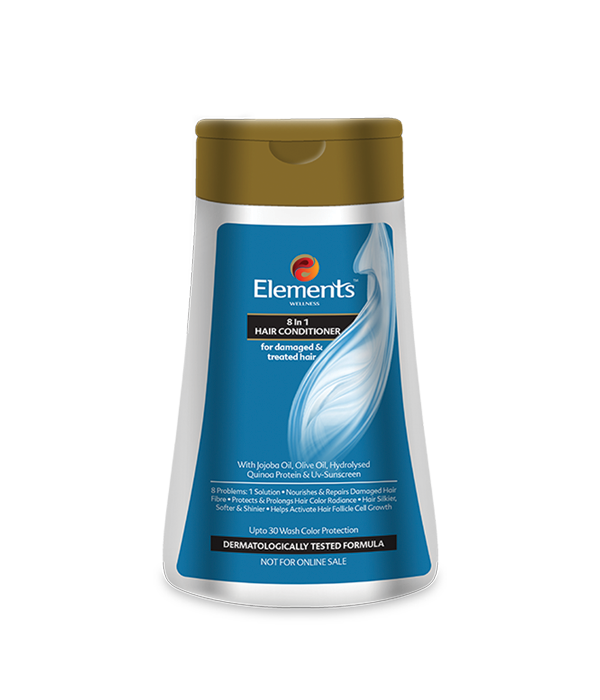 Elements™
WELLNESS
8 In 1
HAIR CONDITIONER
for damaged &
treated hair
With Jojoba Oil, Olive Oil, Hydrolysed
Quinoa Protein & Uv-Sunscreen
8 Problems: 1 Solution • Nourishes & Repairs Damaged Hair
Fibre • Protects & Prolongs Hair Color Radiance • Hair Silkier,
Softer & Shinier • Helps Activate Hair Follicle Cell Growth
Upto 30 Wash Color Protection
DERMATOLOGICALLY TESTED FORMULA
NOT FOR ONLINE SALE